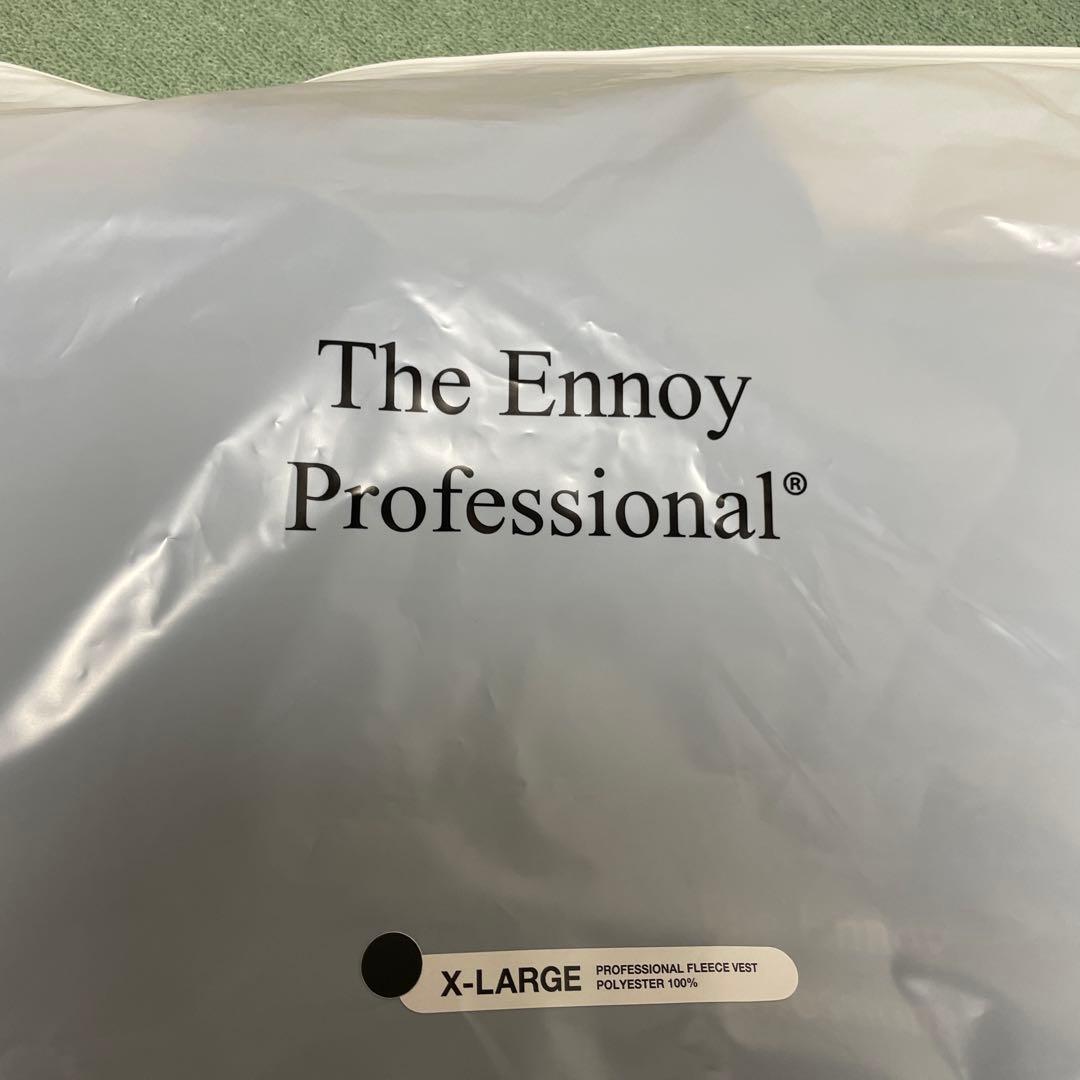 The Ennoy
Professional®
X-LARGE
PROFESSIONAL FLEECE VEST
POLYESTER 100%